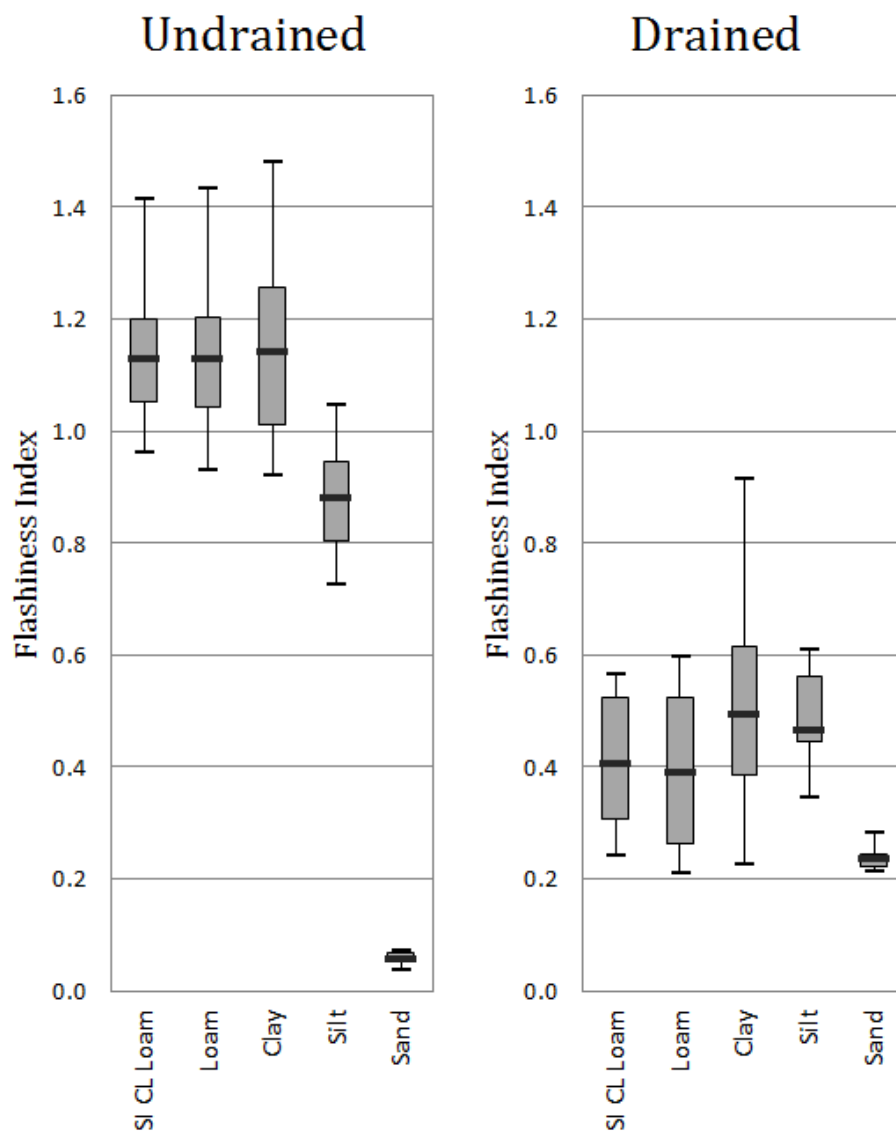 Undrained
Flashiness Index
1.6
1.4
1.2
1.0
0.8
0.6
0.4
0.2
0.0
SI CL Loam
Loam
Clay
Silt
Sand
Drained
Flashiness Index
1.6
1.4
1.2
1.0
0.8
0.6
0.4
0.2
0.0
SI CL Loam
Loam
Clay
Silt
Sand